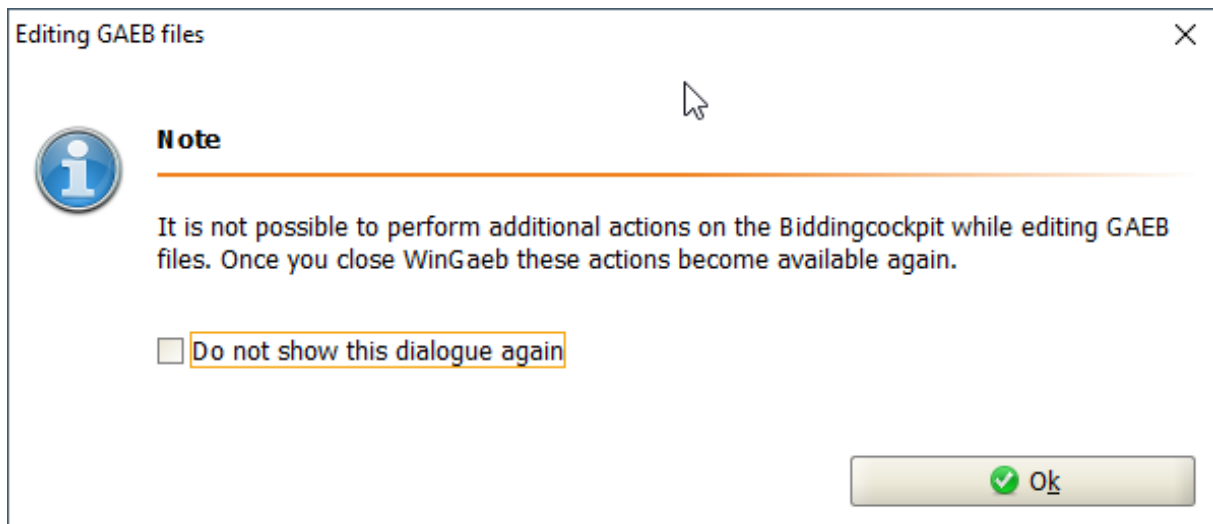 Editing GAEB files
Note
It is not possible to perform additional actions on the Biddingcockpit while editing GAEB
files. Once you close WinGaeb these actions become available again.
Do not show this dialogue again
Ok